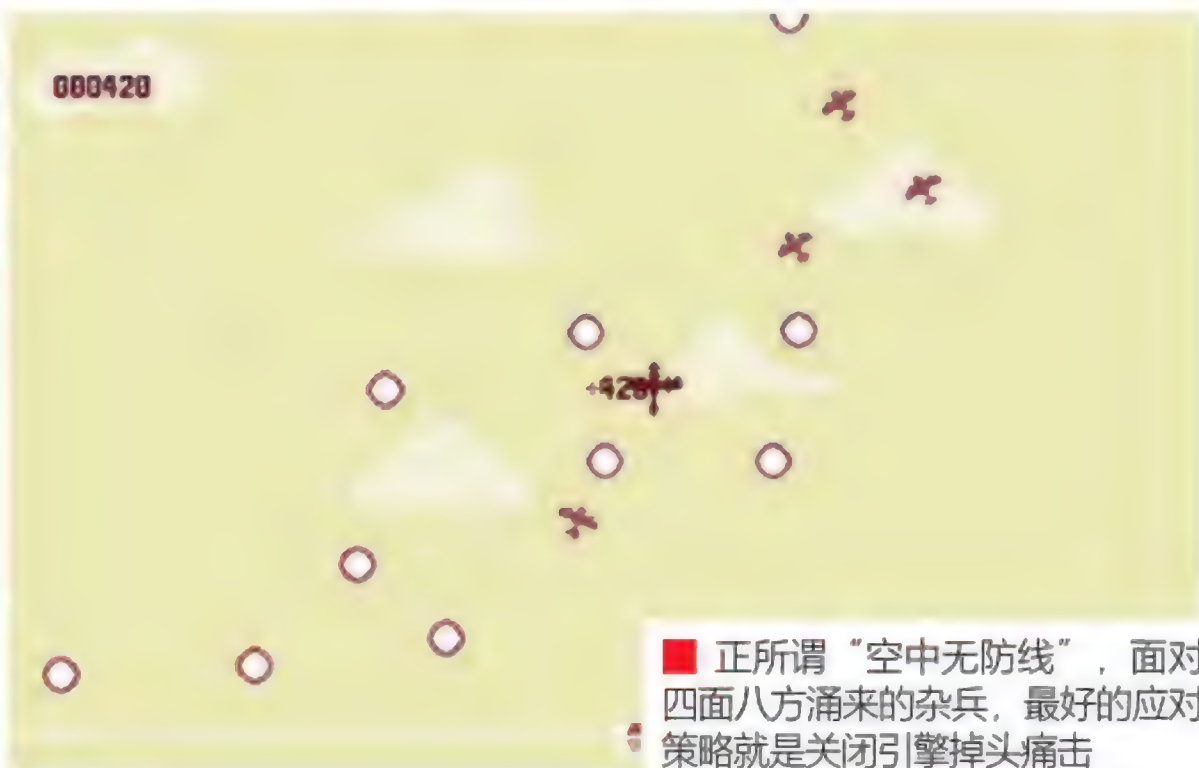 000420
+420
■ 正所谓“空中无防线”，面对
四面八方涌来的杂兵，最好的应对
策略就是关闭引擎掉头痛击